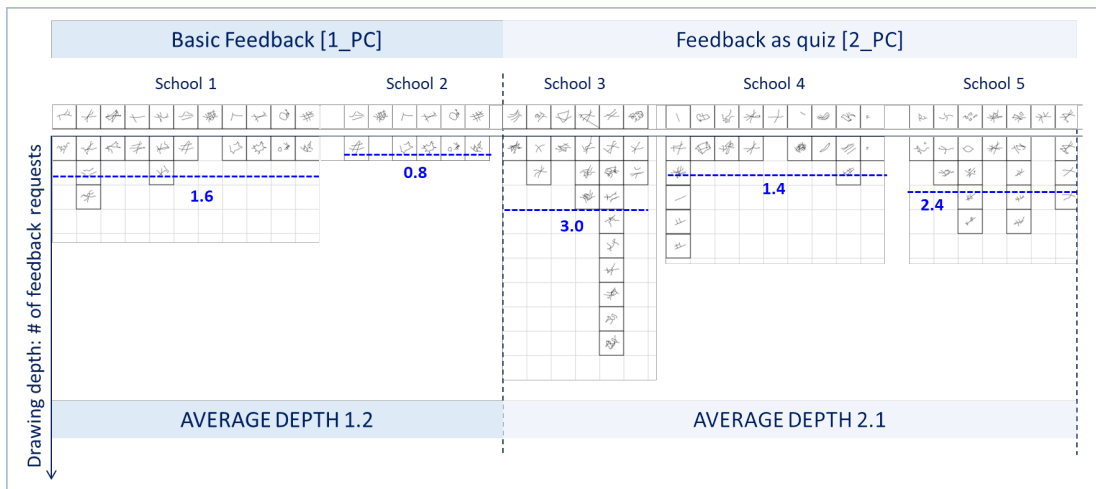 Basic Feedback [1_PC]
Feedback as quiz [2_PC]
School 1
School 2
School 3
School 4
School 5
Drawing depth: # of feedback requests
1.6
0.8
3.0
1.4
2.4
AVERAGE DEPTH 1.2
AVERAGE DEPTH 2.1